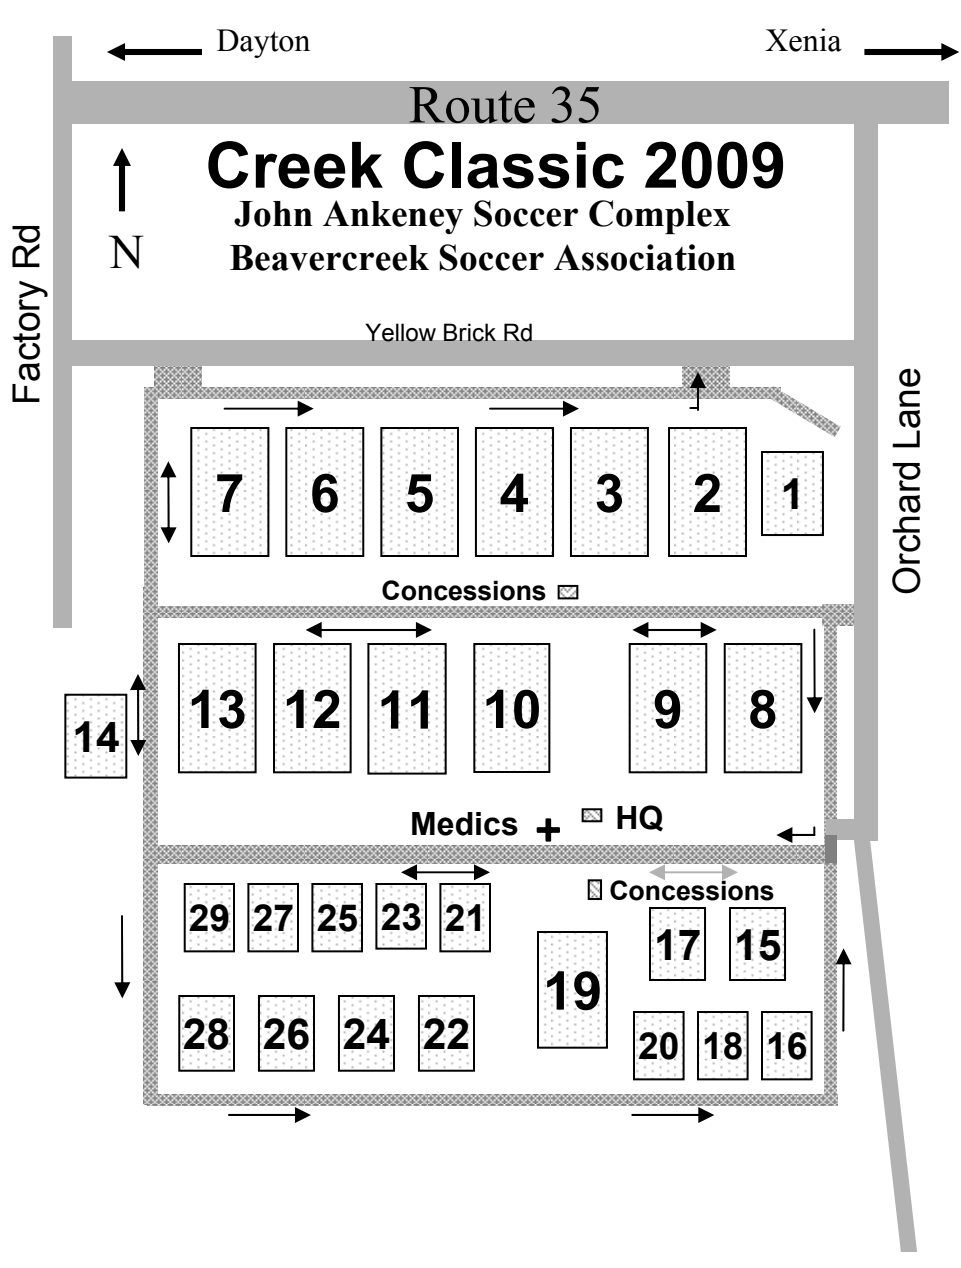 Dayton
Xenia
Route 35
Creek Classic 2009
John Ankeney Soccer Complex
Beavercreek Soccer Association
N
Factory Rd
Yellow Brick Rd
Orchard Lane
7 6 5 4 3 2 1
Concessions
13 12 11 10 9 8
14
Medics + HQ
Concessions
29 27 25 23 21
17 15
19
28 26 24 22
20 18 16